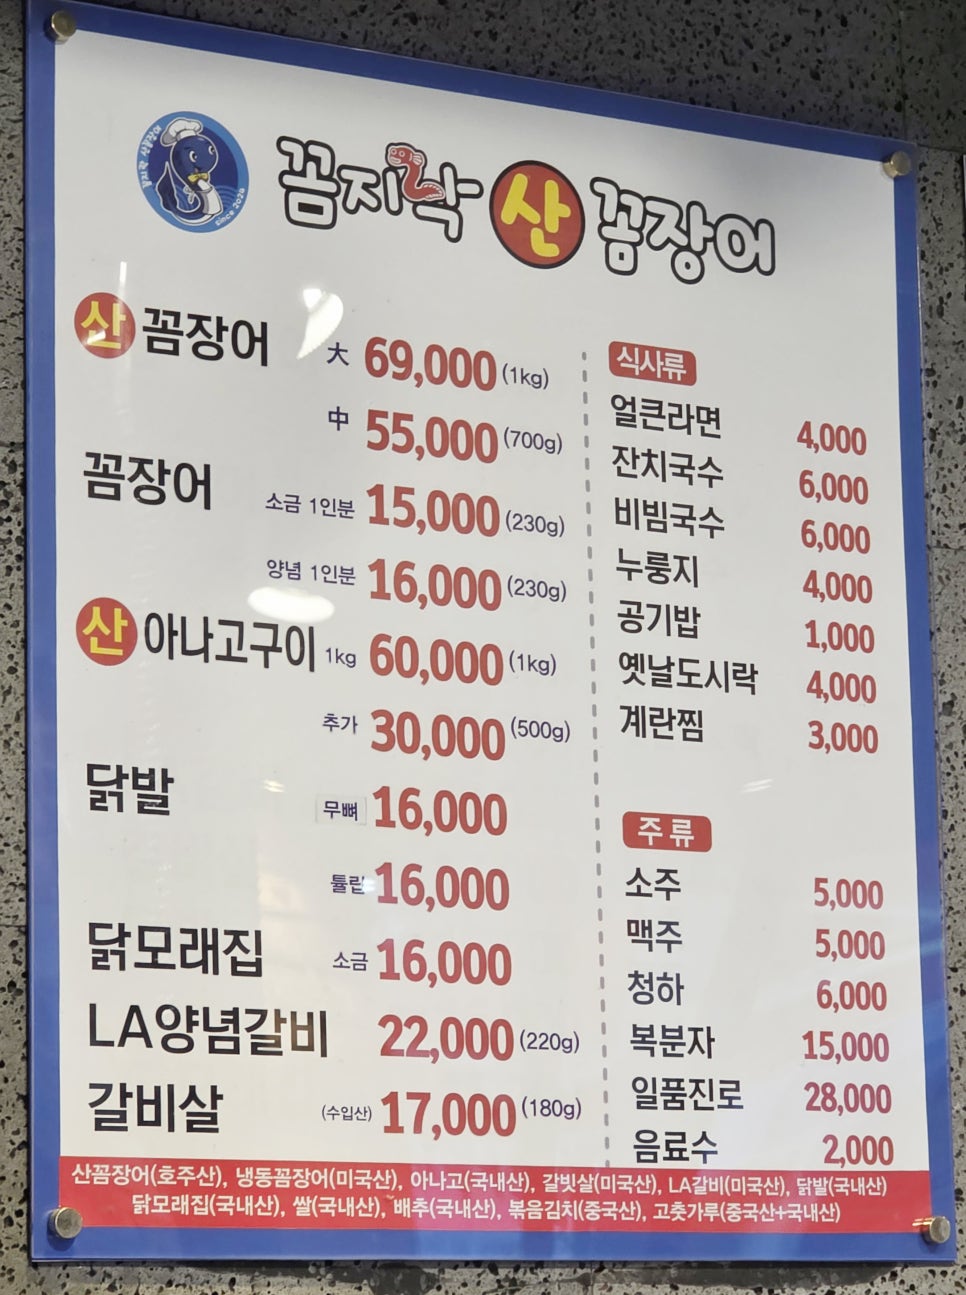 꼼지락 산꼼장어 since 2020
꼼지락 산 꼼장어
산 꼼장어 大 69,000 (1kg)
中 55,000 (700g)
꼼장어 소금 1인분 15,000 (230g)
양념 1인분 16,000 (230g)
산 아나고구이 1kg 60,000 (1kg)
추가 30,000 (500g)
닭발 무뼈 16,000
튤립 16,000
닭모래집 소금 16,000
LA양념갈비 22,000 (220g)
갈비살 (수입산) 17,000 (180g)
식사류
얼큰라면 4,000
잔치국수 6,000
비빔국수 6,000
누룽지 4,000
공기밥 1,000
옛날도시락 4,000
계란찜 3,000
주류
소주 5,000
맥주 5,000
청하 6,000
복분자 15,000
일품진로 28,000
음료수 2,000
산꼼장어(호주산), 냉동꼼장어(미국산), 아나고(국내산), 갈빗살(미국산), LA갈비(미국산), 닭발(국내산)
닭모래집(국내산), 쌀(국내산), 배추(국내산), 볶음김치(중국산), 고춧가루(중국산+국내산)